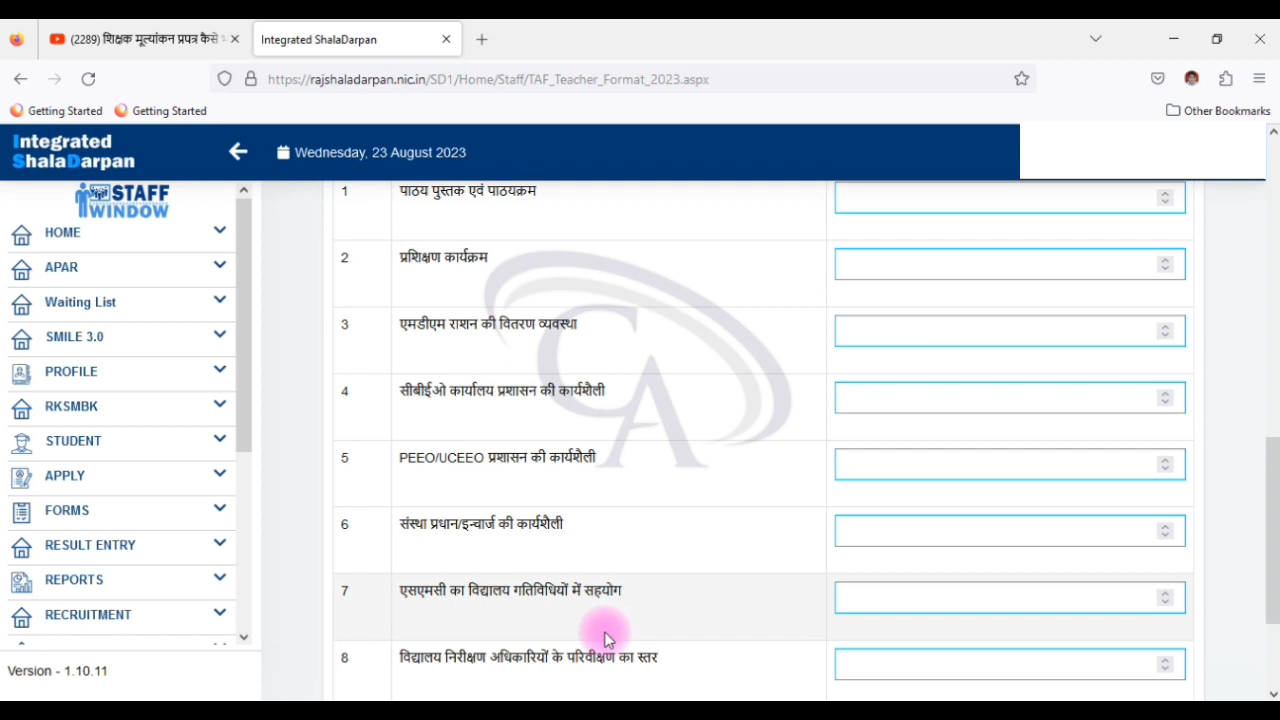 (2289) शिक्षक मूल्यांकन प्रपत्र कैसे
Integrated ShalaDarpan
https://rajshaladarpan.nic.in/SD1/Home/Staff/TAF_Teacher_Format_2023.aspx
Getting Started
Getting Started
Other Bookmarks
Integrated
ShalaDarpan
Wednesday, 23 August 2023
STAFF
WINDOW
HOME
APAR
Waiting List
SMILE 3.0
PROFILE
RKSMBK
STUDENT
APPLY
FORMS
RESULT ENTRY
REPORTS
RECRUITMENT
Version - 1.10.11
1 पाठय पुस्तक एवं पाठयक्रम
2 प्रशिक्षण कार्यक्रम
3 एमडीएम राशन की वितरण व्यवस्था
4 सीबीईओ कार्यालय प्रशासन की कार्यशैली
5 PEEO/UCEEO प्रशासन की कार्यशैली
6 संस्था प्रधान/इन्चार्ज की कार्यशैली
7 एसएमसी का विद्यालय गतिविधियों में सहयोग
8 विद्यालय निरीक्षण अधिकारियों के परिवीक्षण का स्तर
CA